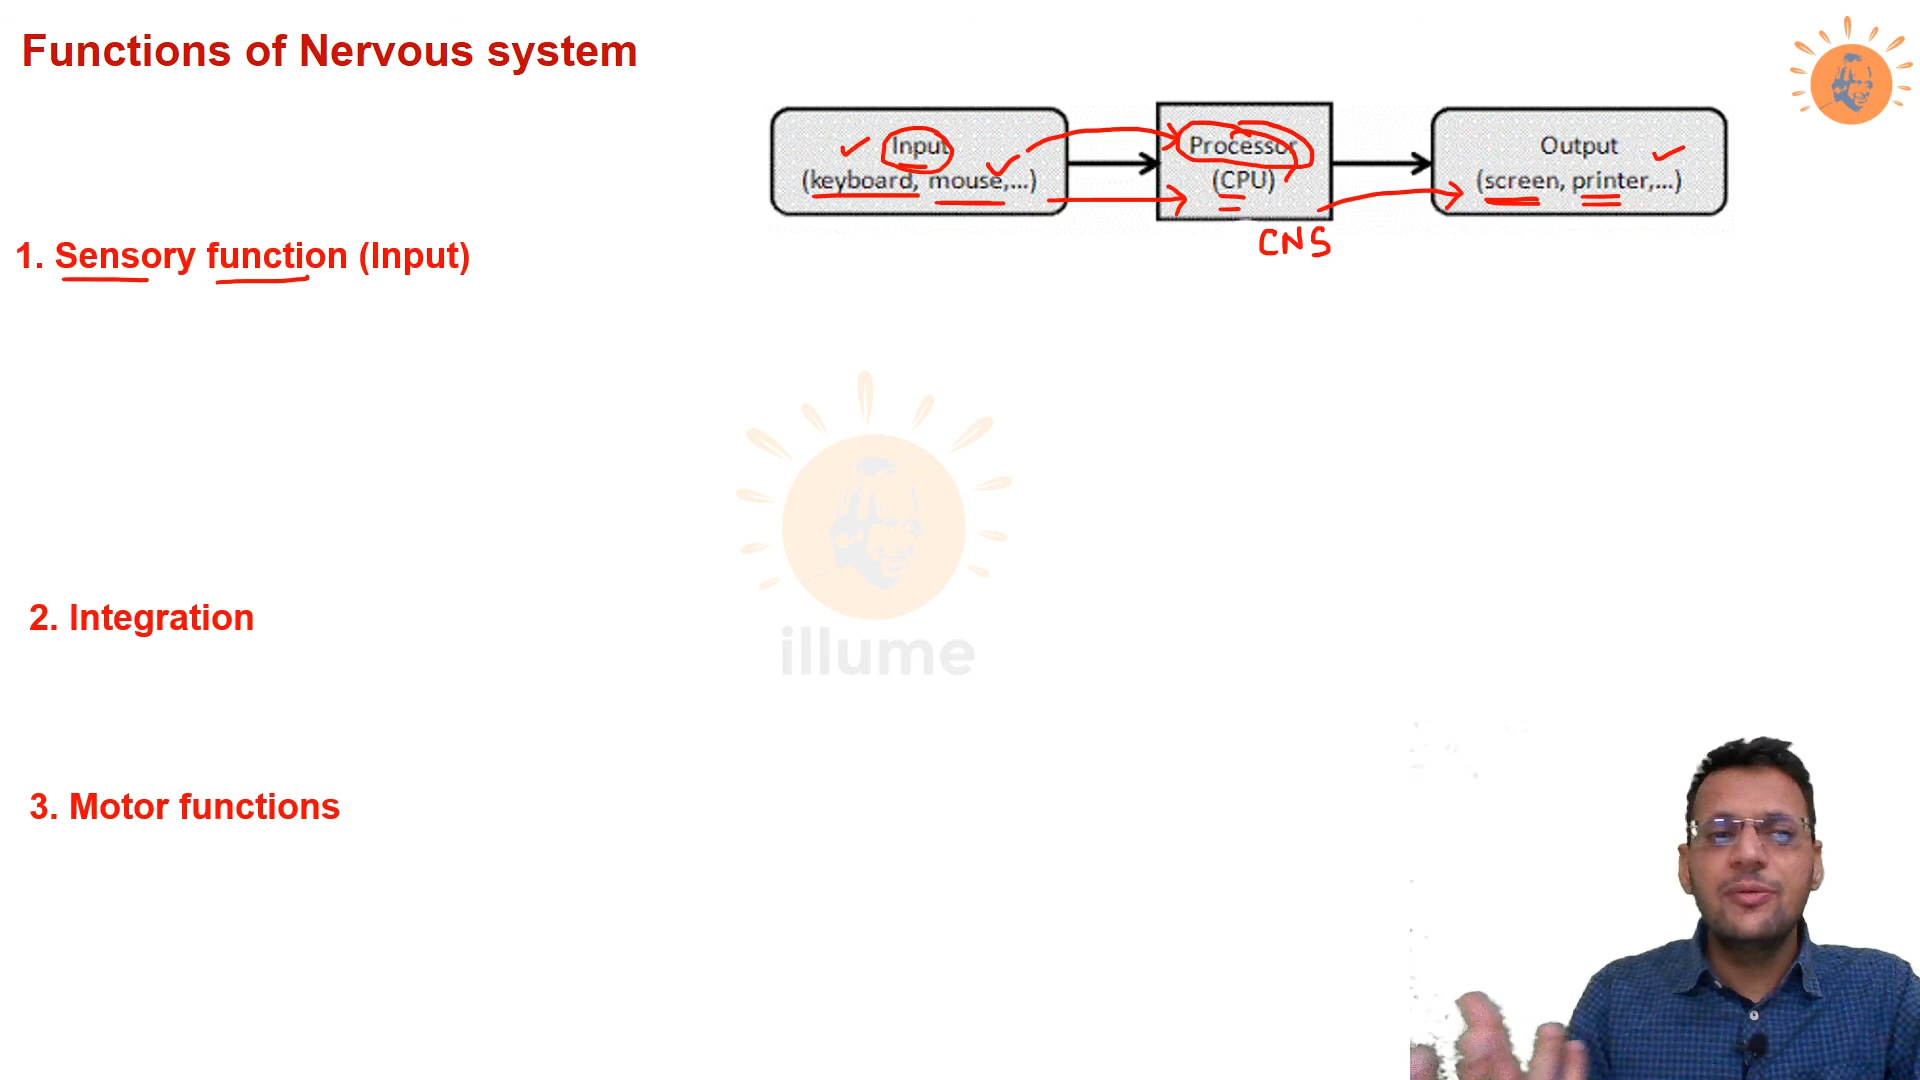 Functions of Nervous system
Input
(keyboard, mouse,...)
Processor
(CPU)
Output
(screen, printer,...)
CNS
1. Sensory function (Input)
illume
2. Integration
3. Motor functions